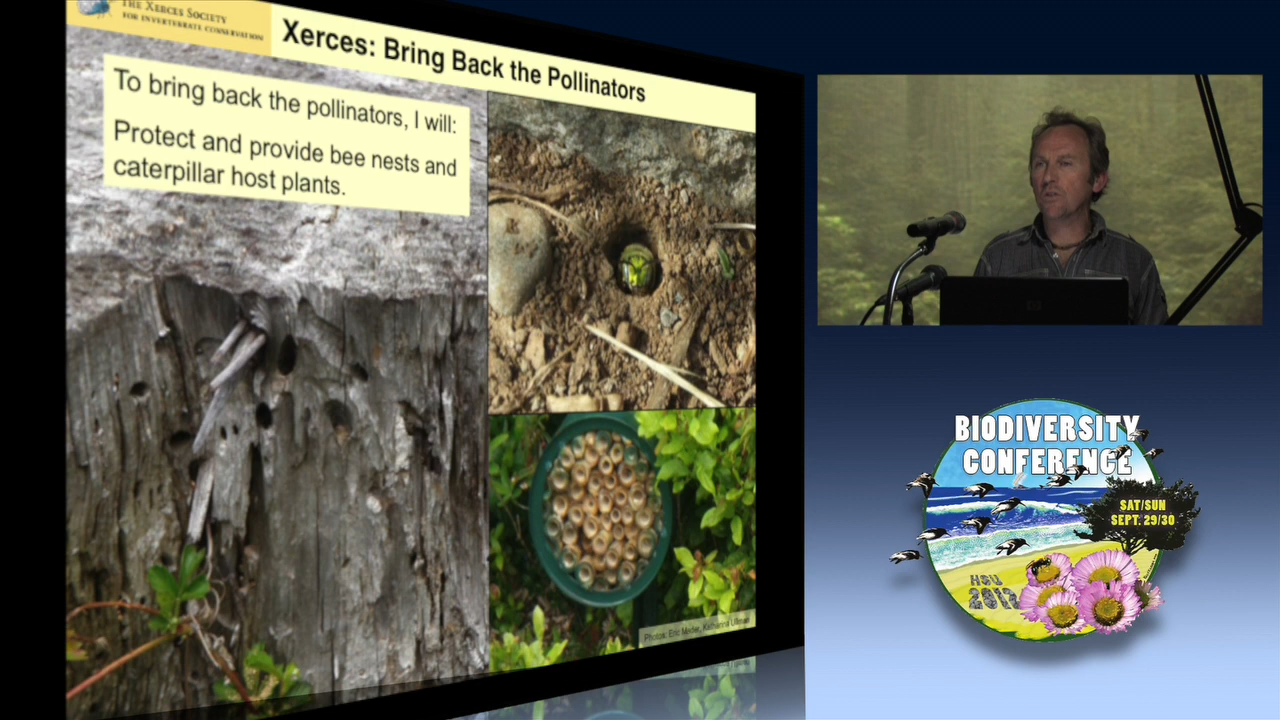 THE XERCES SOCIETY
FOR INVERTEBRATE CONSERVATION
Xerces: Bring Back the Pollinators
To bring back the pollinators, I will:
Protect and provide bee nests and
caterpillar host plants.
Photos: Eric Mader, Katharina Ullman
BIODIVERSITY
CONFERENCE
SAT/SUN
SEPT. 29/30
HSU
2012
hp